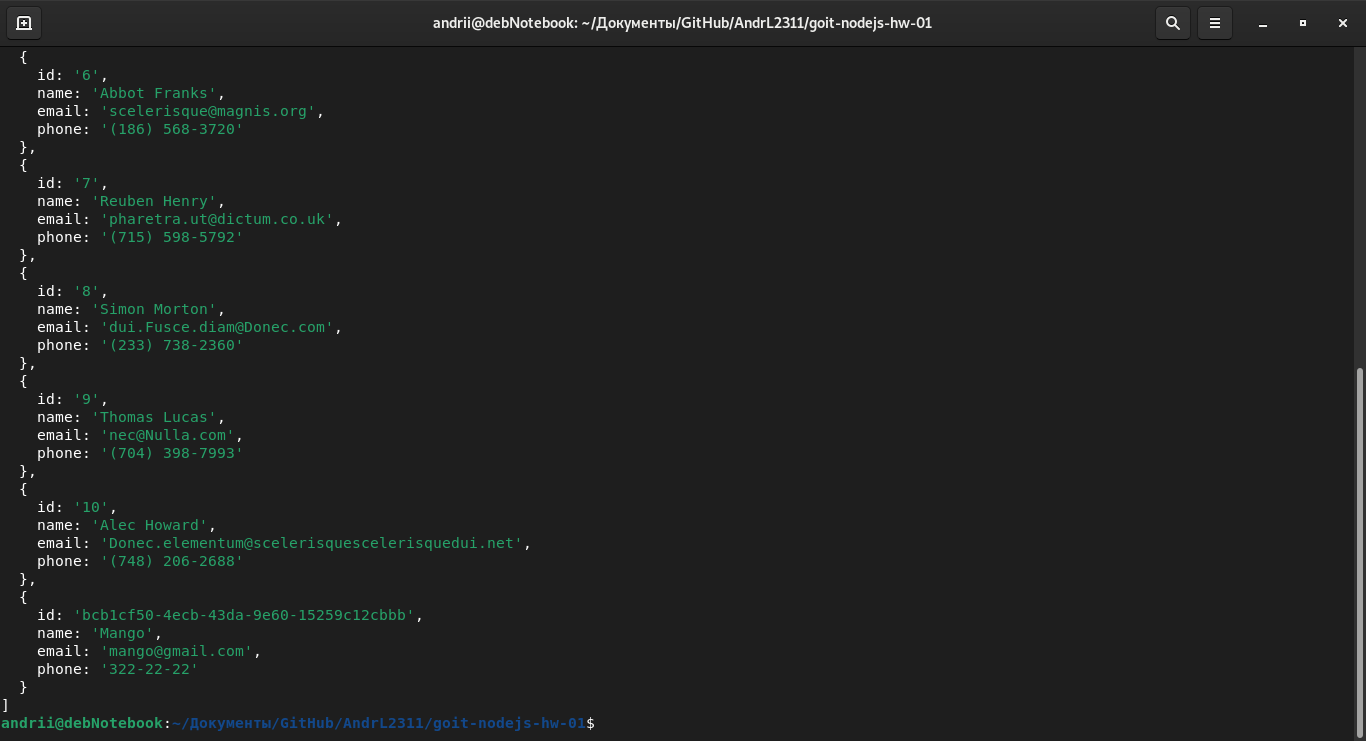 andrii@debNotebook: ~/Документы/GitHub/AndrL2311/goit-nodejs-hw-01
  {
    id: '6',
    name: 'Abbot Franks',
    email: 'scelerisque@magnis.org',
    phone: '(186) 568-3720'
  },
  {
    id: '7',
    name: 'Reuben Henry',
    email: 'pharetra.ut@dictum.co.uk',
    phone: '(715) 598-5792'
  },
  {
    id: '8',
    name: 'Simon Morton',
    email: 'dui.Fusce.diam@Donec.com',
    phone: '(233) 738-2360'
  },
  {
    id: '9',
    name: 'Thomas Lucas',
    email: 'nec@Nulla.com',
    phone: '(704) 398-7993'
  },
  {
    id: '10',
    name: 'Alec Howard',
    email: 'Donec.elementum@scelerisquescelerisquedui.net',
    phone: '(748) 206-2688'
  },
  {
    id: 'bcb1cf50-4ecb-43da-9e60-15259c12cbbb',
    name: 'Mango',
    email: 'mango@gmail.com',
    phone: '322-22-22'
  }
]
andrii@debNotebook:~/Документы/GitHub/AndrL2311/goit-nodejs-hw-01$